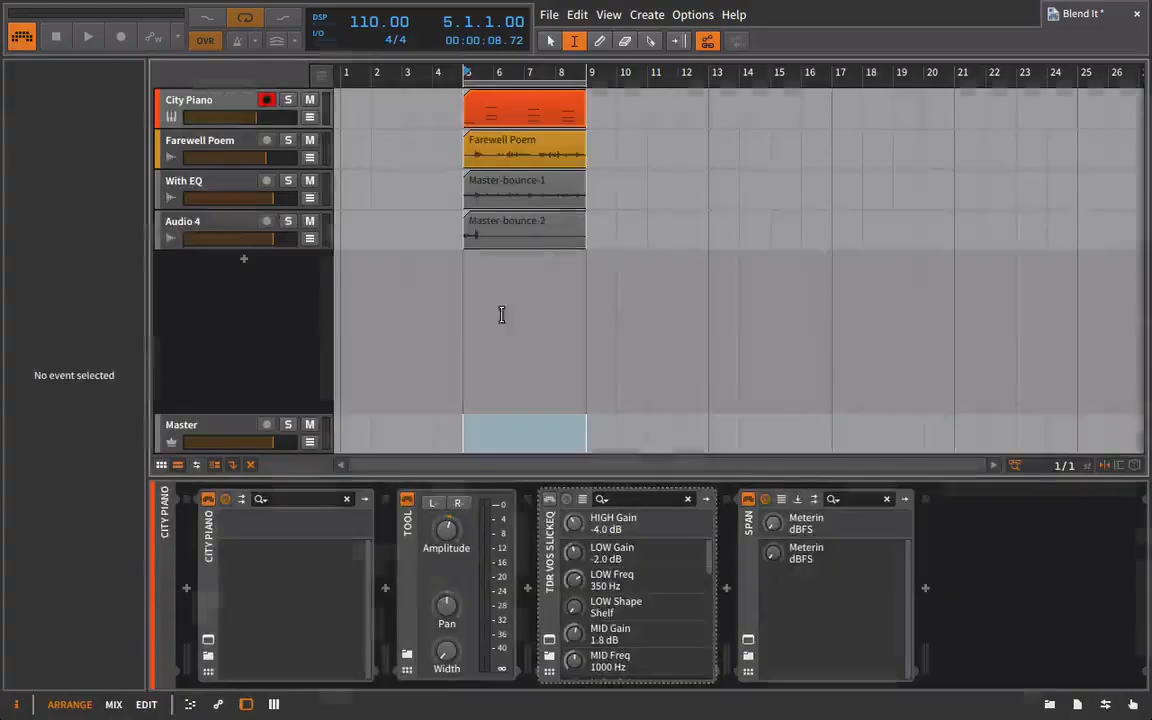 DSP
I/O
110.00
4/4
5.1.1.00
00:00:08.72
File Edit View Create Options Help
Blend It*
OVR
1 2 3 4 5 6 7 8 9 10 11 12 13 14 15 16 17 18 19 20 21 22 23 24 25 26
City Piano S M
Farewell Poem S M
Farewell Poem
With EQ S M
Master-bounce-1
Audio 4 S M
Master-bounce-2
No event selected
Master S M
1/1
CITY PIANO
CITY PIANO
TOOL
L- R-
Amplitude
Pan
Width
0
4
8
12
16
20
24
28
32
36
40
∞
TDR VOS SLICKEQ
HIGH Gain
-4.0 dB
LOW Gain
-2.0 dB
LOW Freq
350 Hz
LOW Shape
Shelf
MID Gain
1.8 dB
MID Freq
1000 Hz
SPAN
Meterin
dBFS
Meterin
dBFS
i ARRANGE MIX EDIT